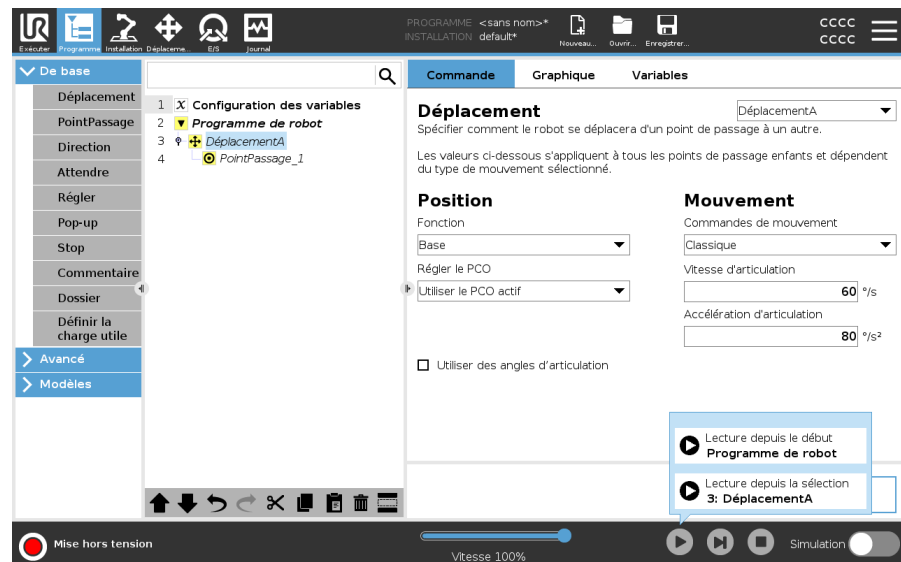 PROGRAMME <sans nom>*
INSTALLATION default*
Nouveau...
Ouvrir...
Enregistrer...
CCCC
CCCC
UR
Exécuter
Programme
Installation
Déplaceme...
E/S
Journal
De base
Déplacement
PointPassage
Direction
Attendre
Régler
Pop-up
Stop
Commentaire
Dossier
Définir la
charge utile
Avancé
Modèles
1 X Configuration des variables
2 Programme de robot
3 DéplacementA
4 PointPassage_1
Commande
Graphique
Variables
Déplacement
DéplacementA
Spécifier comment le robot se déplacera d'un point de passage à un autre.
Les valeurs ci-dessous s'appliquent à tous les points de passage enfants et dépendent
du type de mouvement sélectionné.
Position
Fonction
Base
Régler le PCO
Utiliser le PCO actif
Utiliser des angles d'articulation
Mouvement
Commandes de mouvement
Classique
Vitesse d'articulation
60 °/s
Accélération d'articulation
80 °/s²
Lecture depuis le début
Programme de robot
Lecture depuis la sélection
3: DéplacementA
Mise hors tension
Vitesse 100%
Simulation